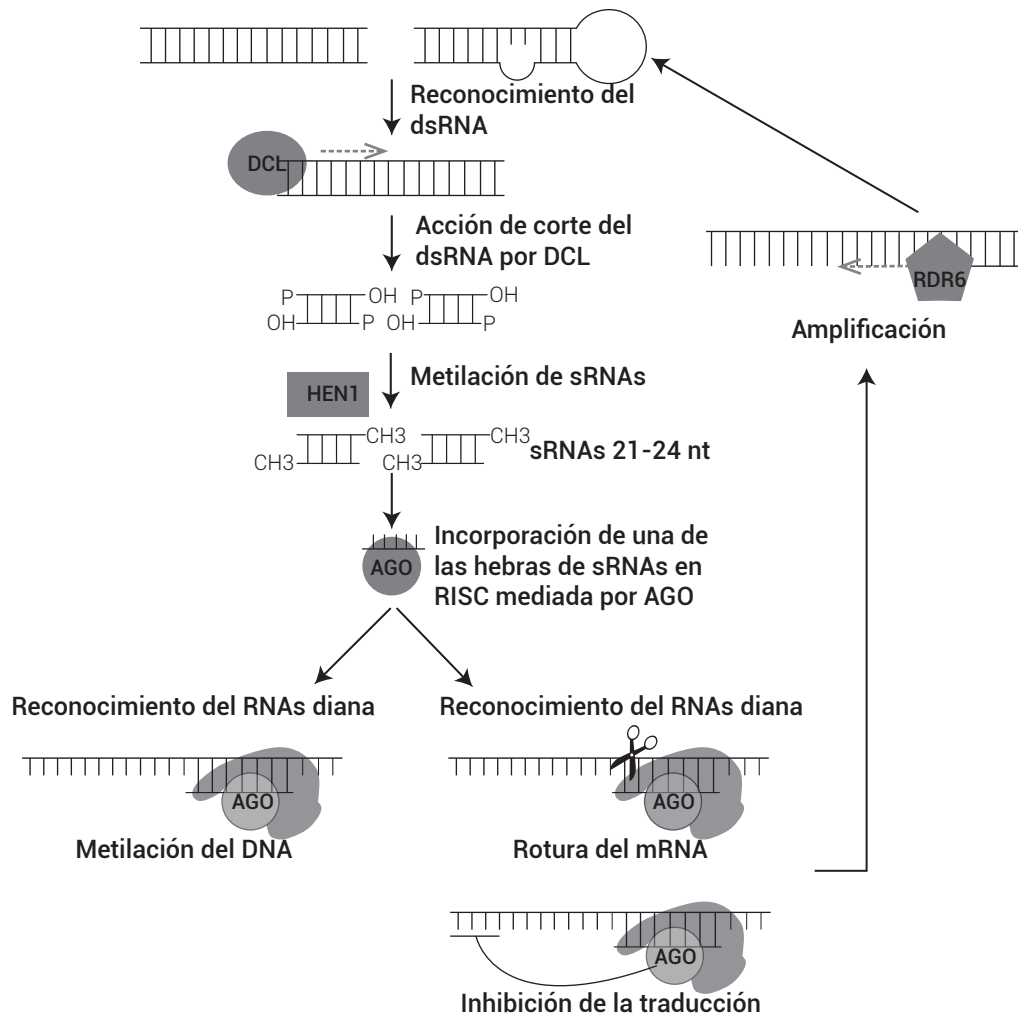 Reconocimiento del
dsRNA
DCL
Acción de corte del
dsRNA por DCL
P OH P OH
OH P OH P
RDR6
Amplificación
HEN1
Metilación de sRNAs
CH3 CH3
CH3 CH3
sRNAs 21-24 nt
AGO
Incorporación de una de
las hebras de sRNAs en
RISC mediada por AGO
Reconocimiento del RNAs diana
AGO
Metilación del DNA
Reconocimiento del RNAs diana
AGO
Rotura del mRNA
AGO
Inhibición de la traducción